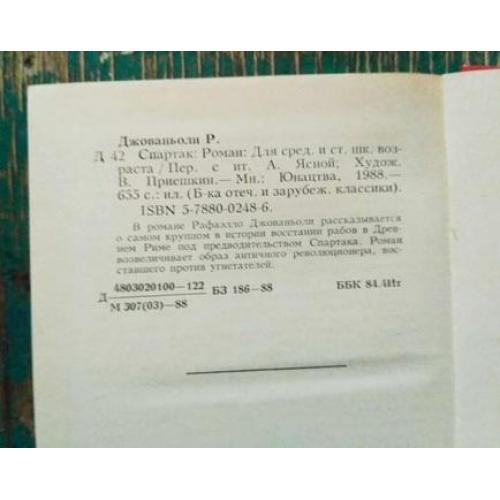 Джованьоли Р.
Д 42 Спартак: Роман: Для сред. и ст. шк. воз-
раста / Пер. с ит. А. Ясной; Худож.
В. Приешкин.— Мн.: Юнацтва, 1988.—
655 с.: ил. (Б-ка отеч. и зарубеж. классики).
ISBN 5-7880-0248-6.
В романе Рафаэлло Джованьоли рассказывается
о самом крупном в истории восстании рабов в Древ-
нем Риме под предводительством Спартака. Роман
возвеличивает образ античного революционера, вос-
ставшего против угнетателей.
Д 4803020100—122 БЗ 186—88 ББК 84.4Ит
М 307(03)—88